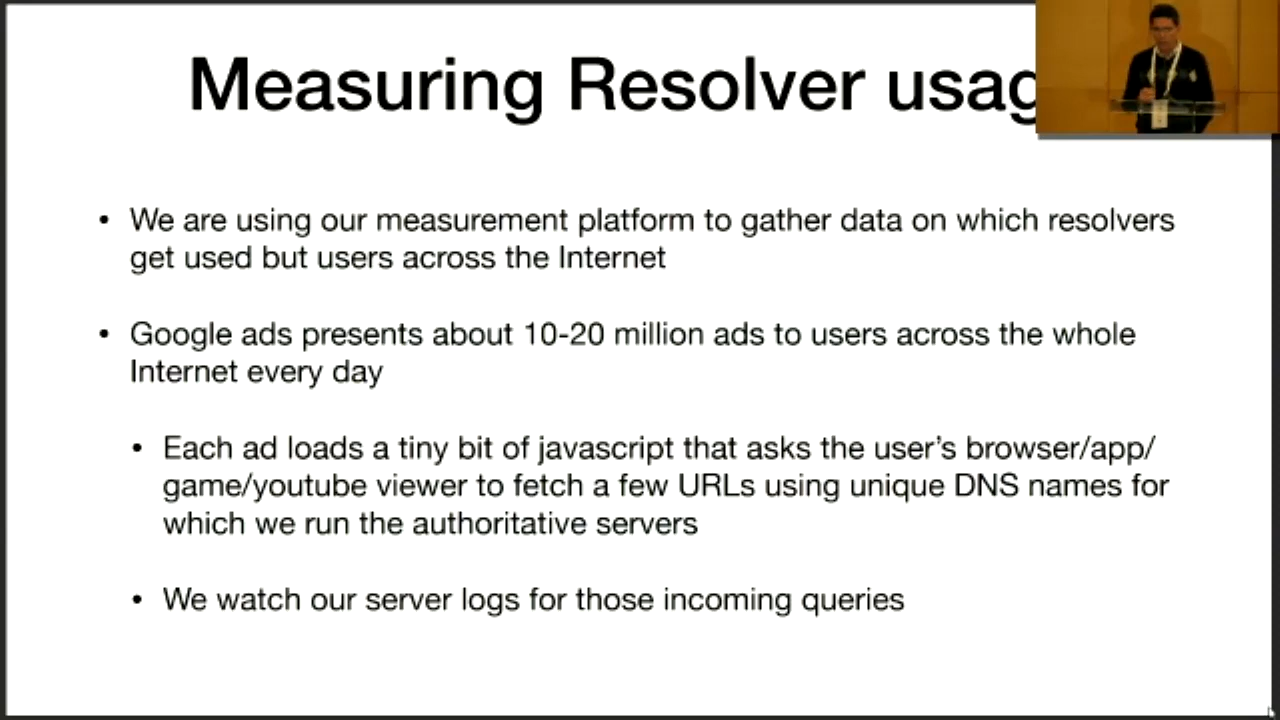 Measuring Resolver usag
• We are using our measurement platform to gather data on which resolvers
get used but users across the Internet
• Google ads presents about 10-20 million ads to users across the whole
Internet every day
• Each ad loads a tiny bit of javascript that asks the user’s browser/app/
game/youtube viewer to fetch a few URLs using unique DNS names for
which we run the authoritative servers
• We watch our server logs for those incoming queries